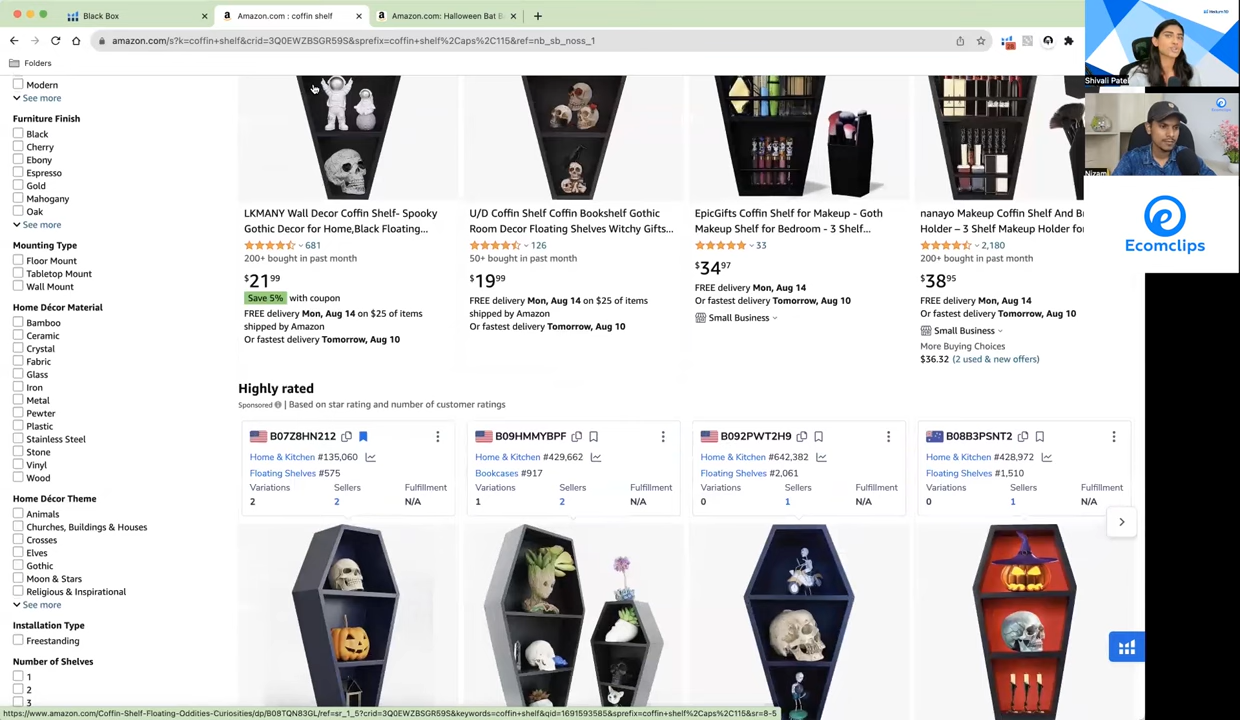 Black Box
Amazon.com : coffin shelf
Amazon.com: Halloween Bat B
amazon.com/s?k=coffin+shelf&crid=3Q0EWZBSGR59S&sprefix=coffin+shelf%2Caps%2C115&ref=nb_sb_noss_1
Folders
Modern
See more
Furniture Finish
Black
Cherry
Ebony
Espresso
Gold
Mahogany
Oak
See more
Mounting Type
Floor Mount
Tabletop Mount
Wall Mount
Home Décor Material
Bamboo
Ceramic
Crystal
Fabric
Glass
Iron
Metal
Pewter
Plastic
Stainless Steel
Stone
Vinyl
Wood
Home Décor Theme
Animals
Churches, Buildings & Houses
Crosses
Elves
Gothic
Moon & Stars
Religious & Inspirational
See more
Installation Type
Freestanding
Number of Shelves
1
2
3
LKMANY Wall Decor Coffin Shelf- Spooky
Gothic Decor for Home,Black Floating...
681
200+ bought in past month
$21.99
Save 5% with coupon
FREE delivery Mon, Aug 14 on $25 of items
shipped by Amazon
Or fastest delivery Tomorrow, Aug 10
U/D Coffin Shelf Coffin Bookshelf Gothic
Room Decor Floating Shelves Witchy Gifts...
126
50+ bought in past month
$19.99
FREE delivery Mon, Aug 14 on $25 of items
shipped by Amazon
Or fastest delivery Tomorrow, Aug 10
EpicGifts Coffin Shelf for Makeup - Goth
Makeup Shelf for Bedroom - 3 Shelf...
33
$34.97
FREE delivery Mon, Aug 14
Or fastest delivery Tomorrow, Aug 10
Small Business
nanayo Makeup Coffin Shelf And Br
Holder – 3 Shelf Makeup Holder for
2,180
200+ bought in past month
$38.95
FREE delivery Mon, Aug 14
Or fastest delivery Tomorrow, Aug 10
Small Business
More Buying Choices
$36.32 (2 used & new offers)
Highly rated
Sponsored | Based on star rating and number of customer ratings
B07Z8HN212
Home & Kitchen #135,060
Floating Shelves #575
Variations Sellers Fulfillment
2 2 N/A
B09HMMYBPF
Home & Kitchen #429,662
Bookcases #917
Variations Sellers Fulfillment
1 2 N/A
B092PWT2H9
Home & Kitchen #642,382
Floating Shelves #2,061
Variations Sellers Fulfillment
0 1 N/A
B08B3PSNT2
Home & Kitchen #428,972
Floating Shelves #1,510
Variations Sellers Fulfillment
0 1 N/A
https://www.amazon.com/Coffin-Shelf-Floating-Oddities-Curiosities/dp/B08TQN83GL/ref=sr_1_5?crid=3Q0EWZBSGR59S&keywords=coffin+shelf&qid=1691593585&sprefix=coffin+shelf%2Caps%2C115&sr=8-5
Shivali Patel
Nizam
Ecomclips